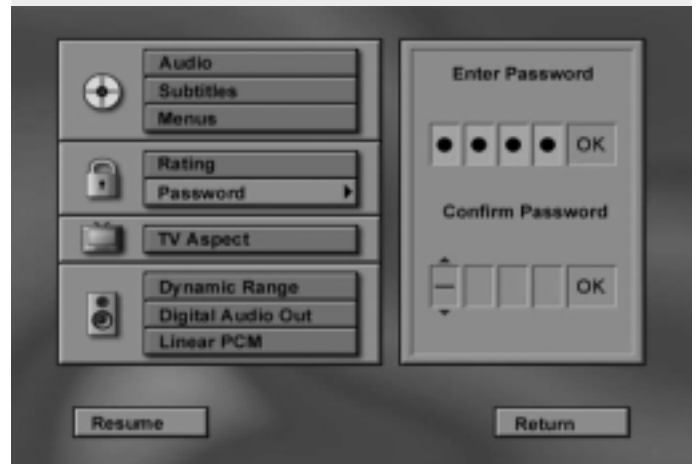 Audio
Subtitles
Menus
Rating
Password
TV Aspect
Dynamic Range
Digital Audio Out
Linear PCM
Enter Password
OK
Confirm Password
OK
Resume
Return